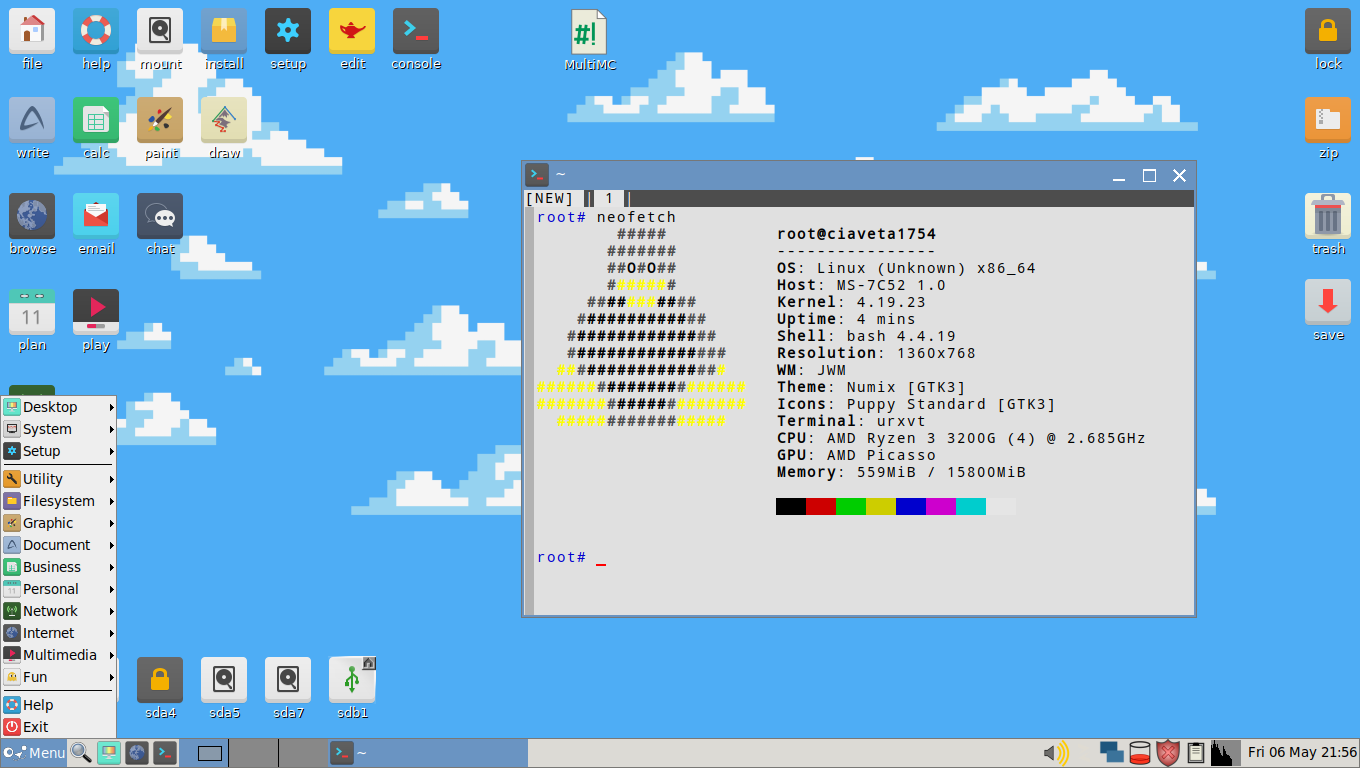 file help mount install setup edit console MultiMC lock
write calc paint draw zip
browse email chat trash
11
plan play save
~
[NEW] | 1 |
root# neofetch
#####
#######
##O#O##
#######
###########
#############
###############
################
#################
#####################
#####################
#################
root@ciaveta1754
----------------
OS: Linux (Unknown) x86_64
Host: MS-7C52 1.0
Kernel: 4.19.23
Uptime: 4 mins
Shell: bash 4.4.19
Resolution: 1360x768
WM: JWM
Theme: Numix [GTK3]
Icons: Puppy Standard [GTK3]
Terminal: urxvt
CPU: AMD Ryzen 3 3200G (4) @ 2.685GHz
GPU: AMD Picasso
Memory: 559MiB / 15800MiB
root# _
Desktop
System
Setup
Utility
Filesystem
Graphic
Document
Business
Personal
Network
Internet
Multimedia
Fun
Help
Exit
sda4 sda5 sda7 sdb1
Menu ~ Fri 06 May 21:56